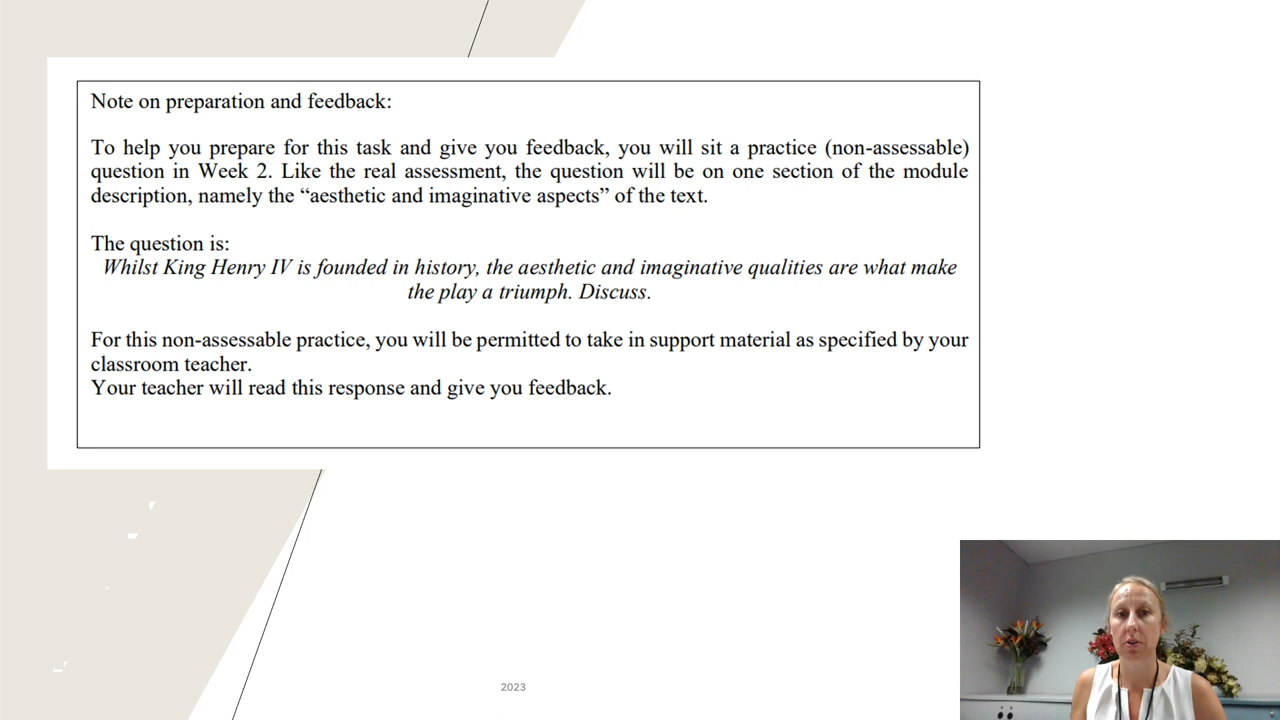 Note on preparation and feedback:
To help you prepare for this task and give you feedback, you will sit a practice (non-assessable)
question in Week 2. Like the real assessment, the question will be on one section of the module
description, namely the “aesthetic and imaginative aspects” of the text.
The question is:
Whilst King Henry IV is founded in history, the aesthetic and imaginative qualities are what make
the play a triumph. Discuss.
For this non-assessable practice, you will be permitted to take in support material as specified by your
classroom teacher.
Your teacher will read this response and give you feedback.
2023